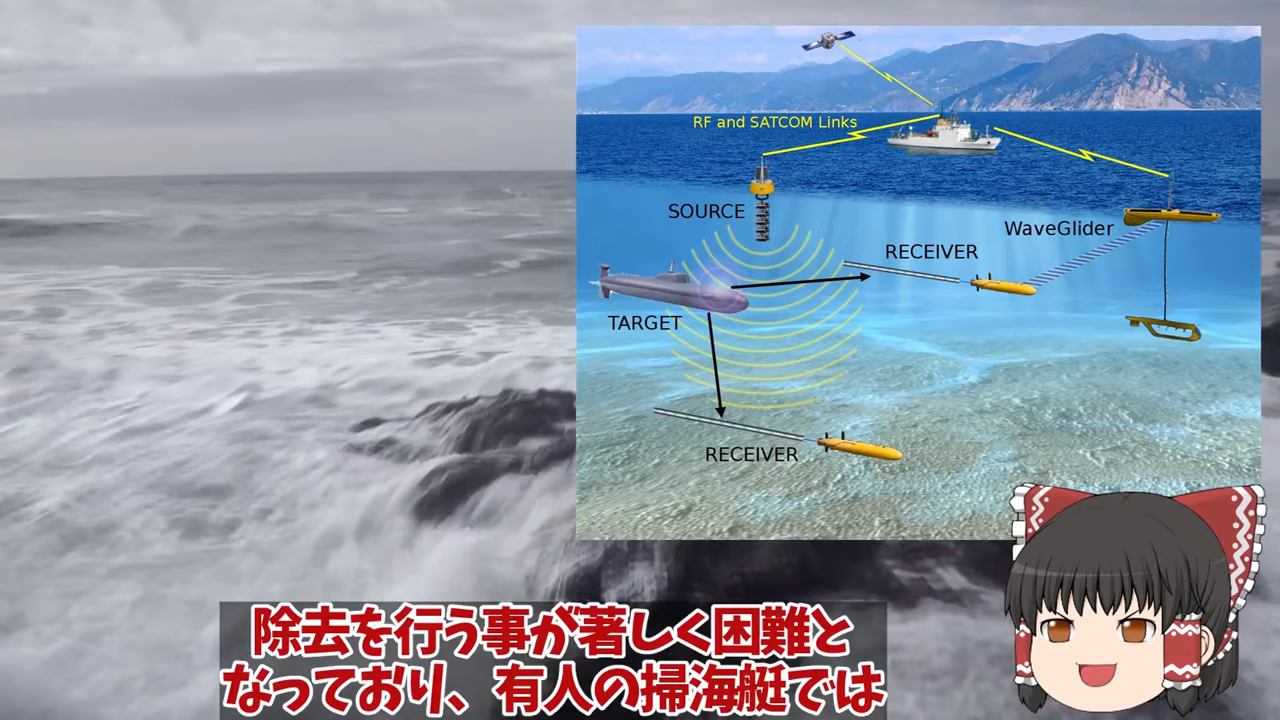 RF and SATCOM Links
SOURCE
WaveGlider
RECEIVER
TARGET
RECEIVER
除去を行う事が著しく困難と
なっており、有人の掃海艇では